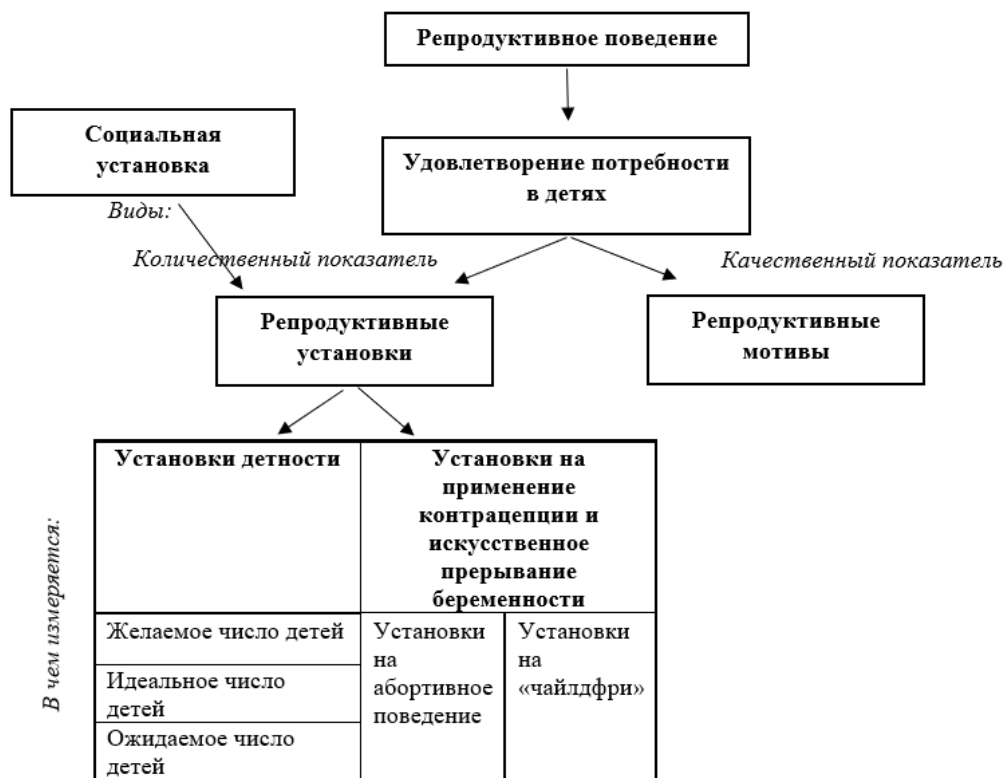 Репродуктивное поведение
Социальная
установка
Удовлетворение потребности
в детях
Виды:
Количественный показатель
Качественный показатель
Репродуктивные
установки
Репродуктивные
мотивы
В чем измеряется:
Установки детности
Установки на
применение
контрацепции и
искусственное
прерывание
беременности
Желаемое число детей
Идеальное число
детей
Ожидаемое число
детей
Установки
на
абортивное
поведение
Установки
на
«чайлдфри»